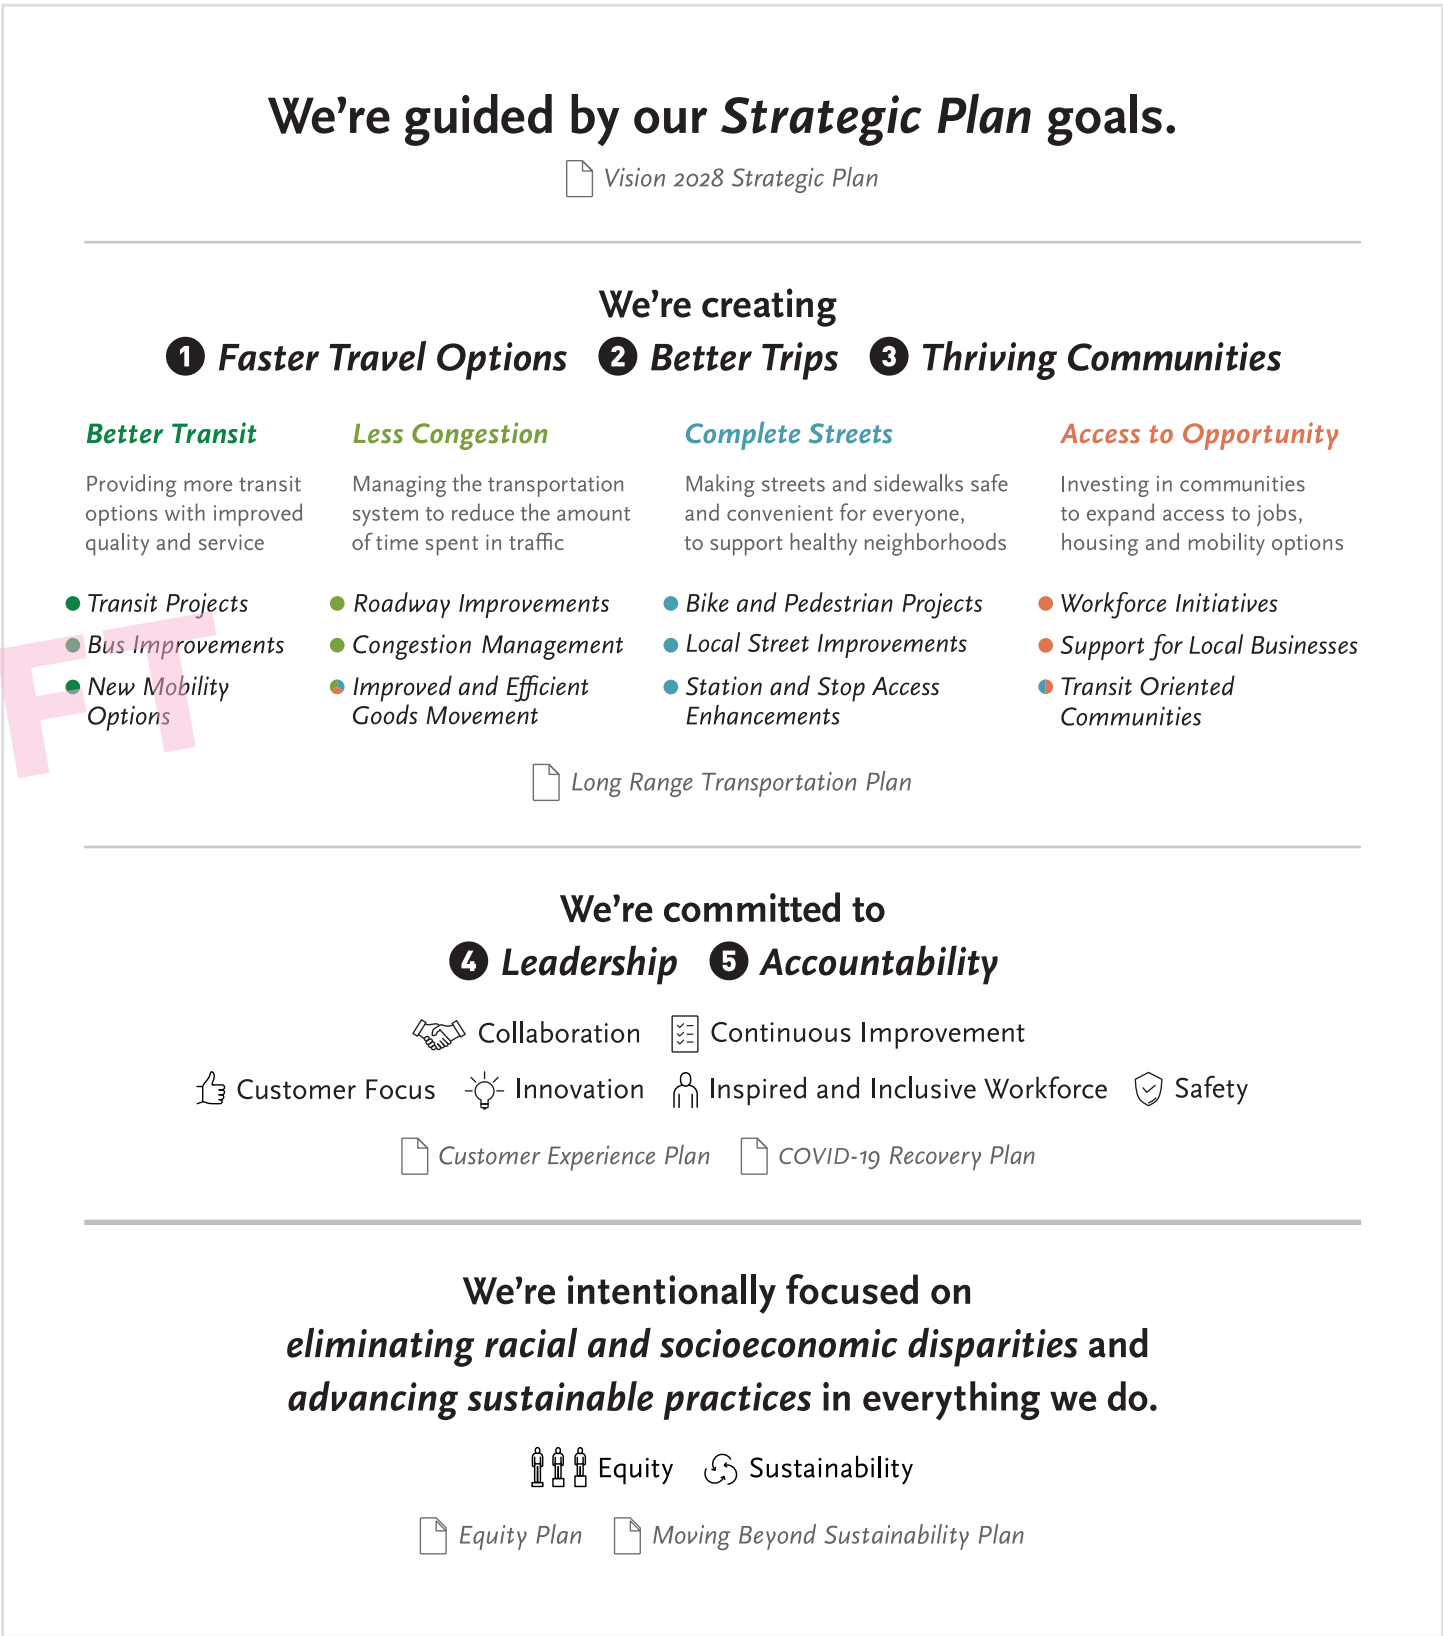 We're guided by our Strategic Plan goals.
Vision 2028 Strategic Plan
We're creating
1 Faster Travel Options 2 Better Trips 3 Thriving Communities
Better Transit
Providing more transit
options with improved
quality and service
Transit Projects
Bus Improvements
New Mobility
Options
Less Congestion
Managing the transportation
system to reduce the amount
of time spent in traffic
Roadway Improvements
Congestion Management
Improved and Efficient
Goods Movement
Complete Streets
Making streets and sidewalks safe
and convenient for everyone,
to support healthy neighborhoods
Bike and Pedestrian Projects
Local Street Improvements
Station and Stop Access
Enhancements
Access to Opportunity
Investing in communities
to expand access to jobs,
housing and mobility options
Workforce Initiatives
Support for Local Businesses
Transit Oriented
Communities
FT
Long Range Transportation Plan
We're committed to
4 Leadership 5 Accountability
Collaboration Continuous Improvement
Customer Focus Innovation Inspired and Inclusive Workforce Safety
Customer Experience Plan COVID-19 Recovery Plan
We're intentionally focused on
eliminating racial and socioeconomic disparities and
advancing sustainable practices in everything we do.
Equity Sustainability
Equity Plan Moving Beyond Sustainability Plan